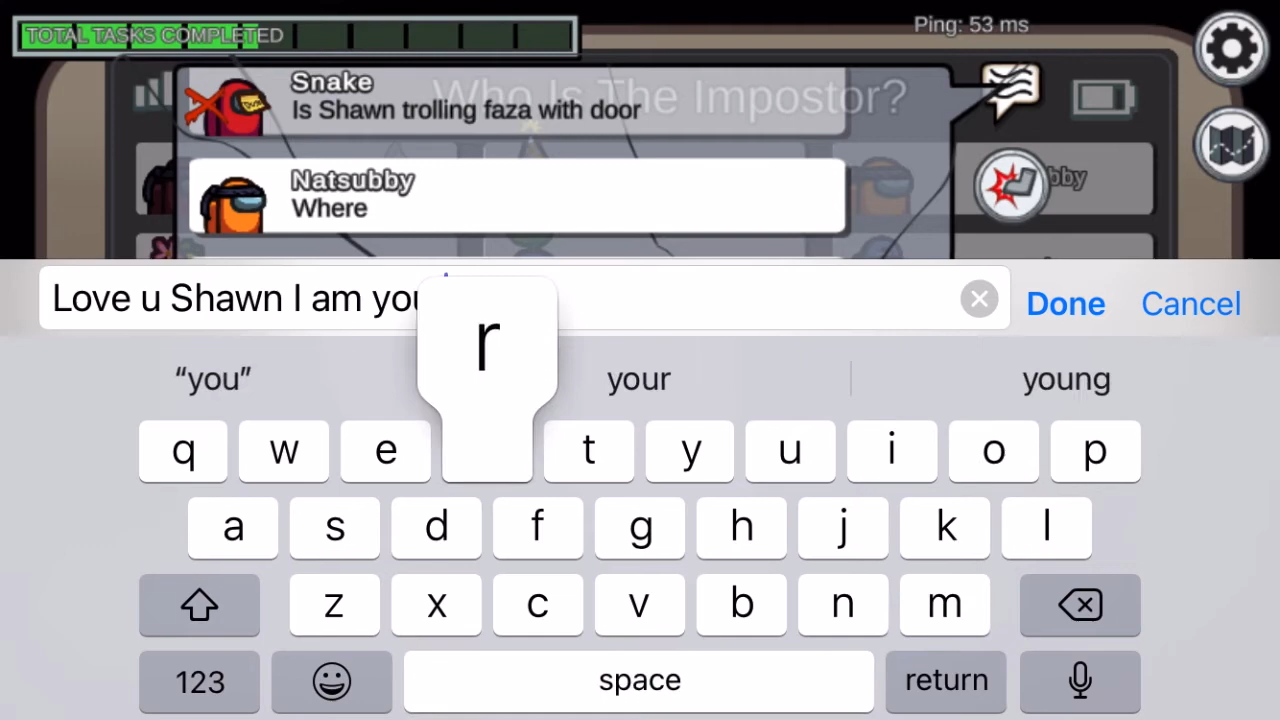 TOTAL TASKS COMPLETED
Ping: 53 ms
Who Is The Impostor?
Snake
Is Shawn trolling faza with door
Natsubby
Where
bby
Love u Shawn I am you
Done
Cancel
r
“you”
your
young
q w e t y u i o p
a s d f g h j k l
z x c v b n m
123
space
return